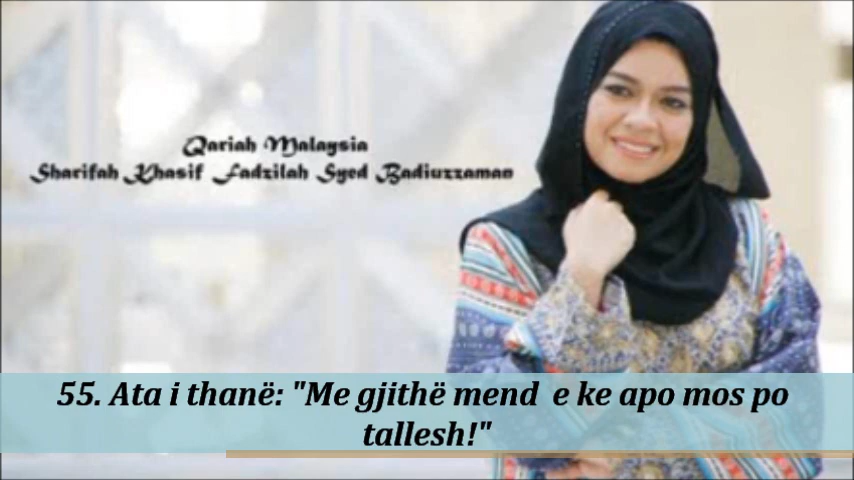 Qariah Malaysia
Sharifah Khasif Fadzilah Syed Badiuzzaman
55. Ata i thanë: "Me gjithë mend e ke apo mos po
tallesh!"